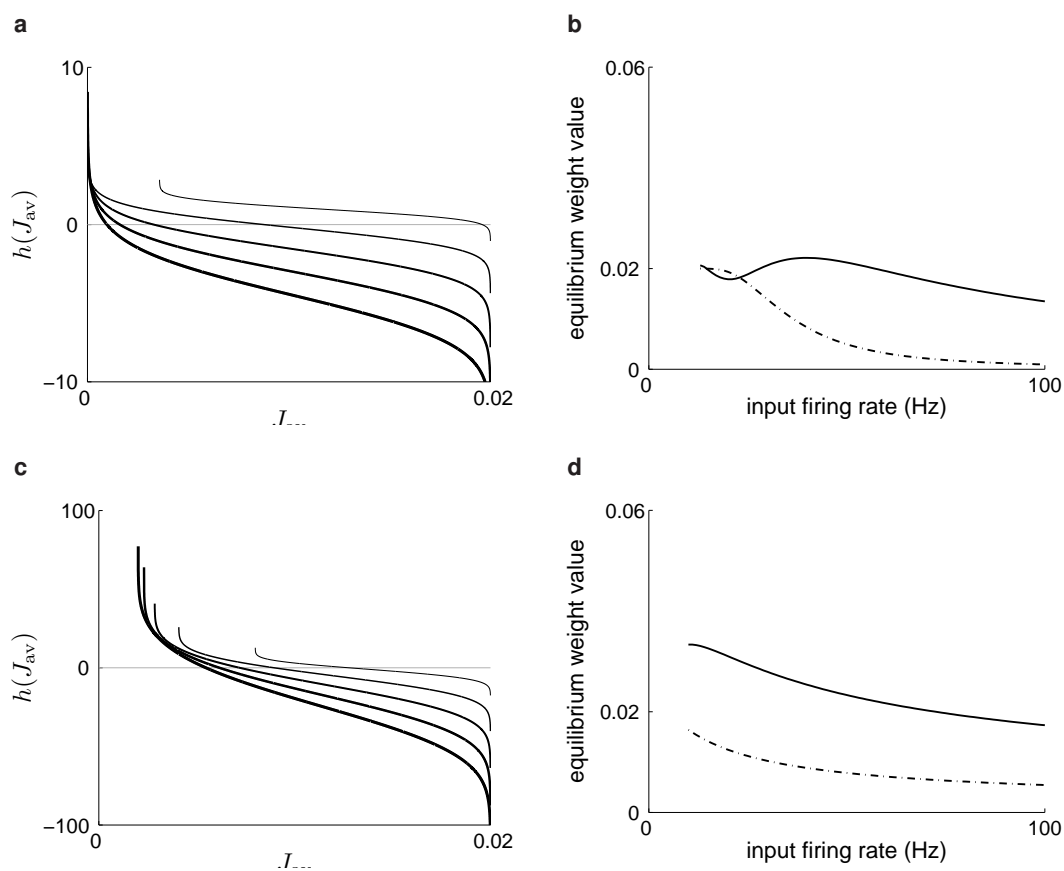 a
10
0
−10
h(J_av)
0
0.02
b
0.06
0.02
0
equilibrium weight value
0
100
input firing rate (Hz)
c
100
0
−100
h(J_av)
0
0.02
d
0.06
0.02
0
equilibrium weight value
0
100
input firing rate (Hz)